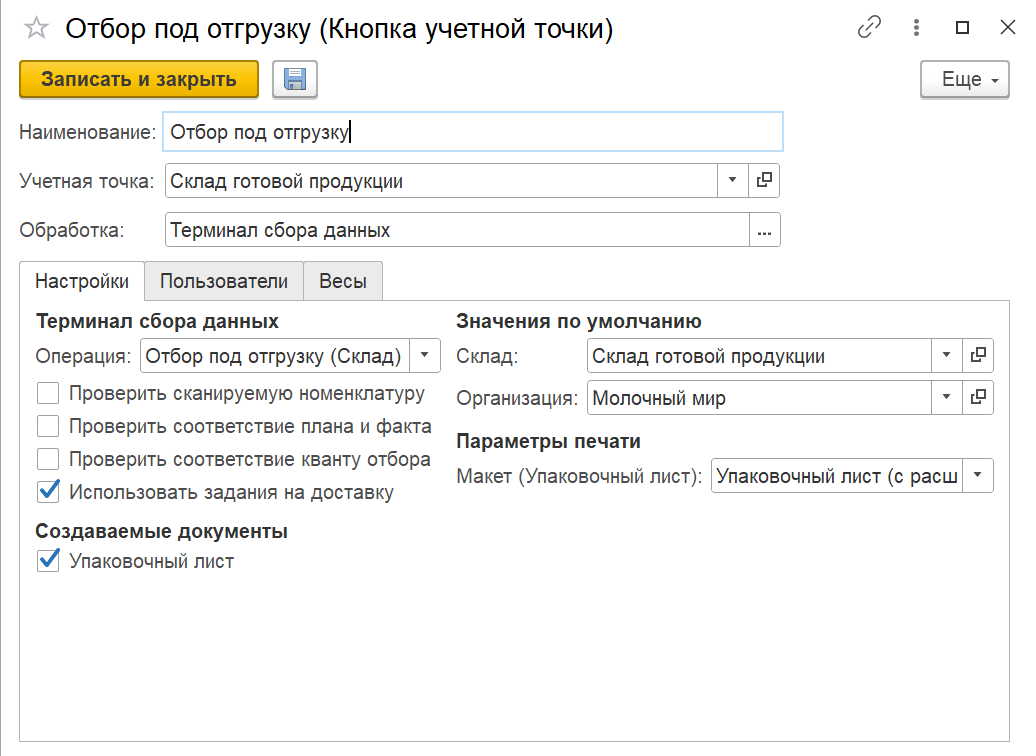 Отбор под отгрузку (Кнопка учетной точки)
Записать и закрыть
Еще
Наименование: Отбор под отгрузку
Учетная точка: Склад готовой продукции
Обработка: Терминал сбора данных ...
Настройки Пользователи Весы
Терминал сбора данных
Операция: Отбор под отгрузку (Склад)
Проверить сканируемую номенклатуру
Проверить соответствие плана и факта
Проверить соответствие кванту отбора
Использовать задания на доставку
Создаваемые документы
Упаковочный лист
Значения по умолчанию
Склад: Склад готовой продукции
Организация: Молочный мир
Параметры печати
Макет (Упаковочный лист): Упаковочный лист (с расш